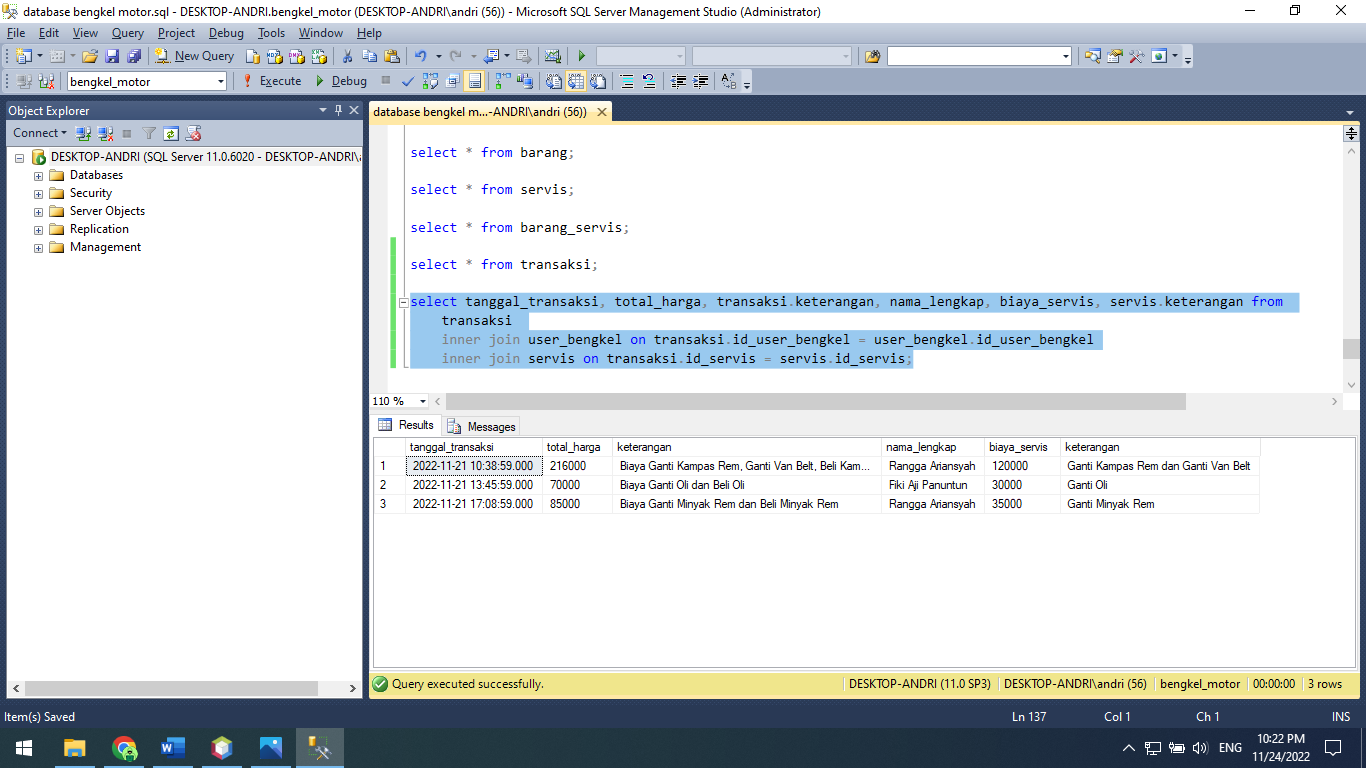 database bengkel motor.sql - DESKTOP-ANDRI.bengkel_motor (DESKTOP-ANDRI\andri (56)) - Microsoft SQL Server Management Studio (Administrator)
File Edit View Query Project Debug Tools Window Help
New Query
bengkel_motor Execute Debug
Object Explorer
Connect
DESKTOP-ANDRI (SQL Server 11.0.6020 - DESKTOP-ANDRI\
Databases
Security
Server Objects
Replication
Management
database bengkel m...-ANDRI\andri (56))
select * from barang;
select * from servis;
select * from barang_servis;
select * from transaksi;
select tanggal_transaksi, total_harga, transaksi.keterangan, nama_lengkap, biaya_servis, servis.keterangan from
transaksi
inner join user_bengkel on transaksi.id_user_bengkel = user_bengkel.id_user_bengkel
inner join servis on transaksi.id_servis = servis.id_servis;
110 %
Results Messages
tanggal_transaksi total_harga keterangan nama_lengkap biaya_servis keterangan
1 2022-11-21 10:38:59.000 216000 Biaya Ganti Kampas Rem, Ganti Van Belt, Beli Kam... Rangga Ariansyah 120000 Ganti Kampas Rem dan Ganti Van Belt
2 2022-11-21 13:45:59.000 70000 Biaya Ganti Oli dan Beli Oli Fiki Aji Panuntun 30000 Ganti Oli
3 2022-11-21 17:08:59.000 85000 Biaya Ganti Minyak Rem dan Beli Minyak Rem Rangga Ariansyah 35000 Ganti Minyak Rem
Query executed successfully. DESKTOP-ANDRI (11.0 SP3) DESKTOP-ANDRI\andri (56) bengkel_motor 00:00:00 3 rows
Item(s) Saved Ln 137 Col 1 Ch 1 INS
ENG 10:22 PM
11/24/2022